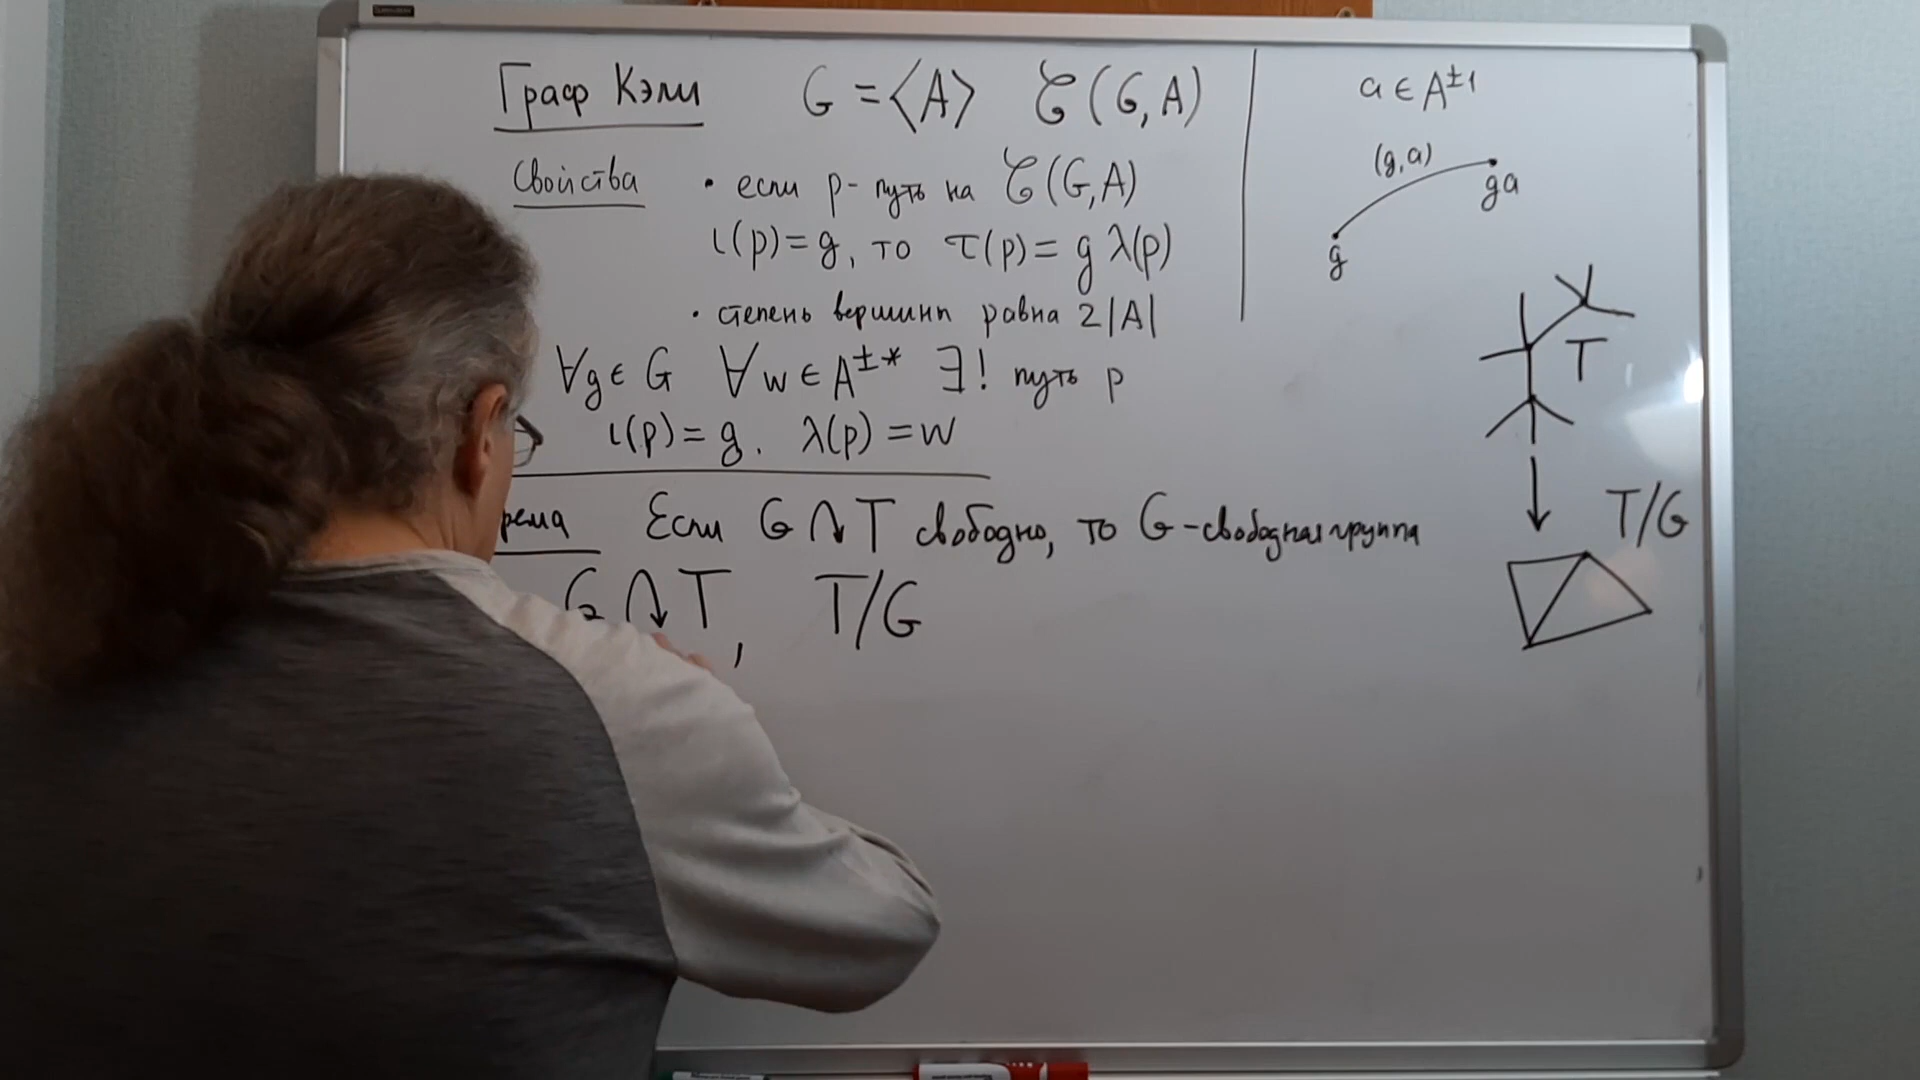 Граф Кэли G = ⟨A⟩ 𝒞(G, A)
Свойства • если p - путь на 𝒞(G, A)
ι(p) = g, то τ(p) = g λ(p)
• степень вершин равна 2|A|
∀g ∈ G ∀w ∈ A^{±*} ∃! путь p
ι(p) = g. λ(p) = w
рема Если G ↷ T свободно, то G - свободная группа
G ↷ T, T/G
a ∈ A^{±1}
(g, a)
ga
g
T
T/G